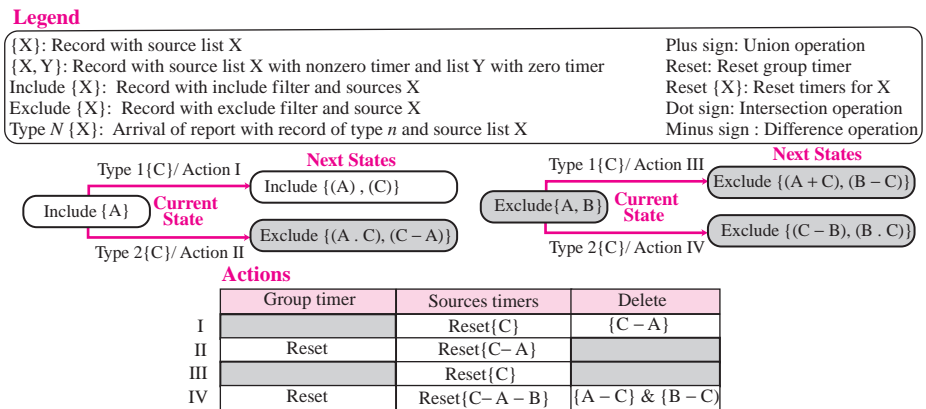 Legend
{X}: Record with source list X
{X, Y}: Record with source list X with nonzero timer and list Y with zero timer
Include {X}: Record with include filter and sources X
Exclude {X}: Record with exclude filter and source X
Type N {X}: Arrival of report with record of type n and source list X
Plus sign: Union operation
Reset: Reset group timer
Reset {X}: Reset timers for X
Dot sign: Intersection operation
Minus sign : Difference operation
Type 1{C}/ Action I
Next States
Include {(A) , (C)}
Include {A}
Current
State
Exclude {(A . C), (C − A)}
Type 2{C}/ Action II
Type 1{C}/ Action III
Next States
Exclude {(A + C), (B − C)}
Exclude{A, B}
Current
State
Exclude {(C − B), (B . C)}
Type 2{C}/ Action IV
Actions
Group timer Sources timers Delete
I Reset{C} {C − A}
II Reset Reset{C− A}
III Reset{C}
IV Reset Reset{C− A − B} {A − C} & {B − C)